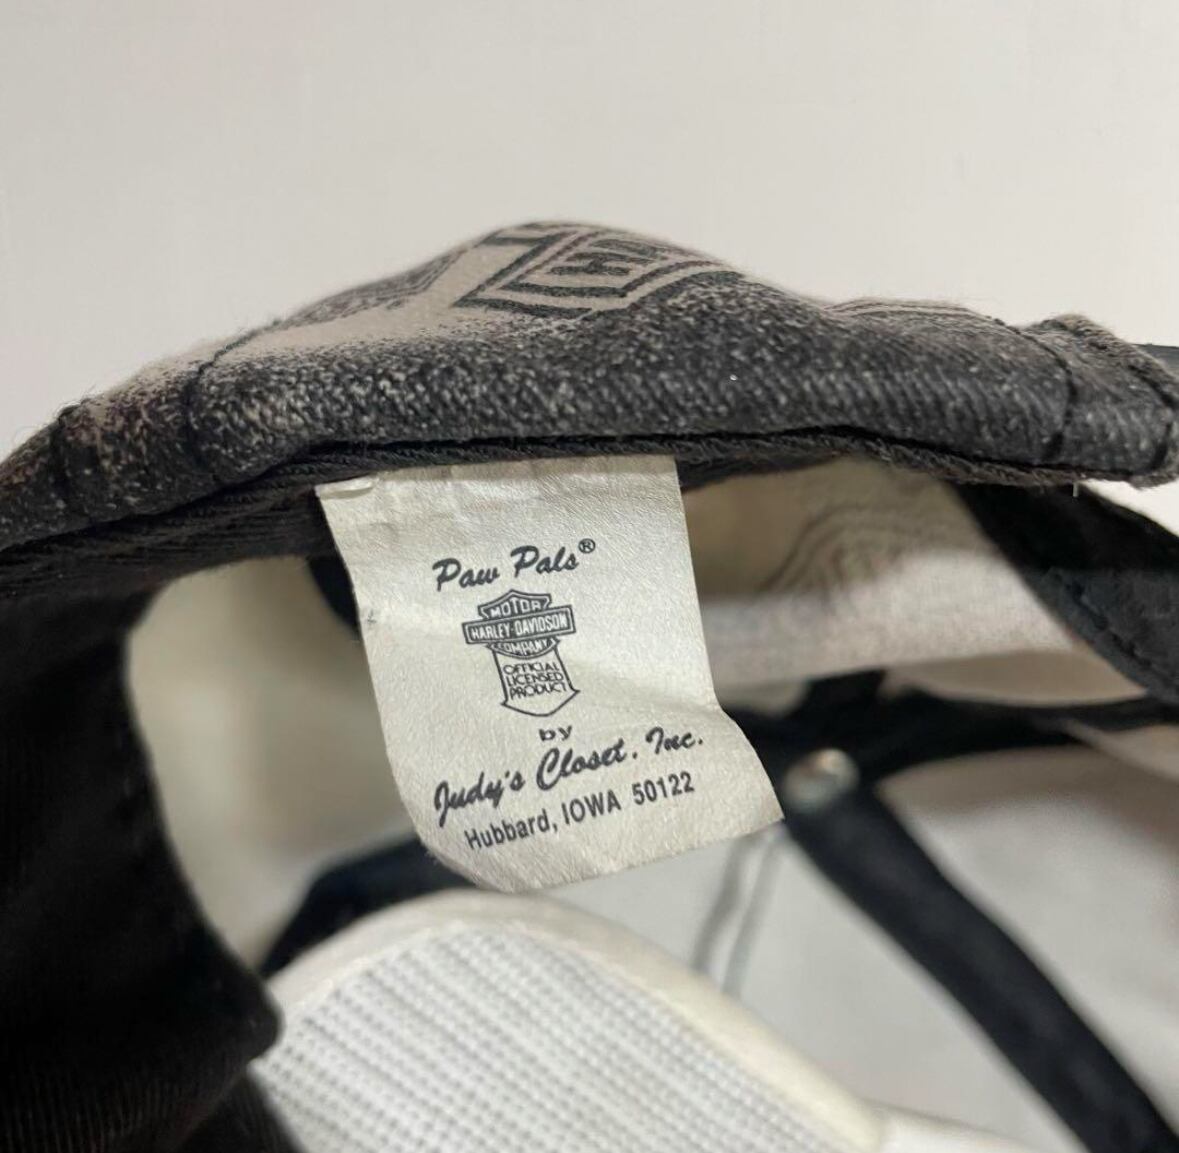 Paw Pals®
MOTOR
HARLEY-DAVIDSON
COMPANY
OFFICIAL
LICENSED
PRODUCT
by
Judy's Closet, Inc.
Hubbard, IOWA 50122